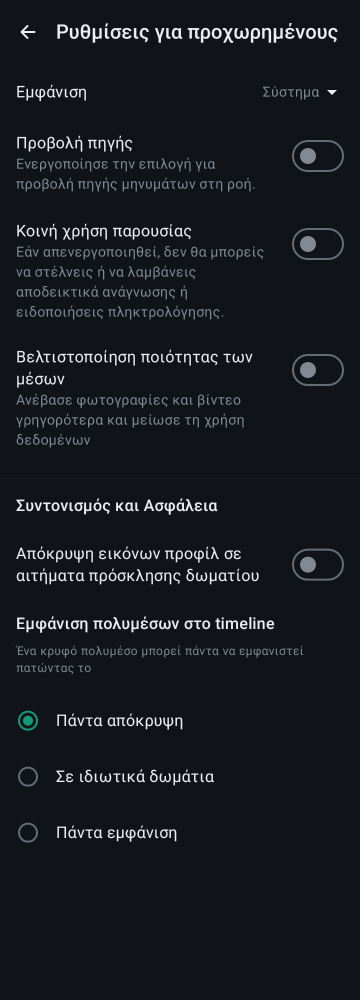 Ρυθμίσεις για προχωρημένους
Εμφάνιση
Σύστημα
Προβολή πηγής
Ενεργοποίησε την επιλογή για
προβολή πηγής μηνυμάτων στη ροή.
Κοινή χρήση παρουσίας
Εάν απενεργοποιηθεί, δεν θα μπορείς
να στέλνεις ή να λαμβάνεις
αποδεικτικά ανάγνωσης ή
ειδοποιήσεις πληκτρολόγησης.
Βελτιστοποίηση ποιότητας των
μέσων
Ανέβασε φωτογραφίες και βίντεο
γρηγορότερα και μείωσε τη χρήση
δεδομένων
Συντονισμός και Ασφάλεια
Απόκρυψη εικόνων προφίλ σε
αιτήματα πρόσκλησης δωματίου
Εμφάνιση πολυμέσων στο timeline
Ένα κρυφό πολυμέσο μπορεί πάντα να εμφανιστεί
πατώντας το
Πάντα απόκρυψη
Σε ιδιωτικά δωμάτια
Πάντα εμφάνιση